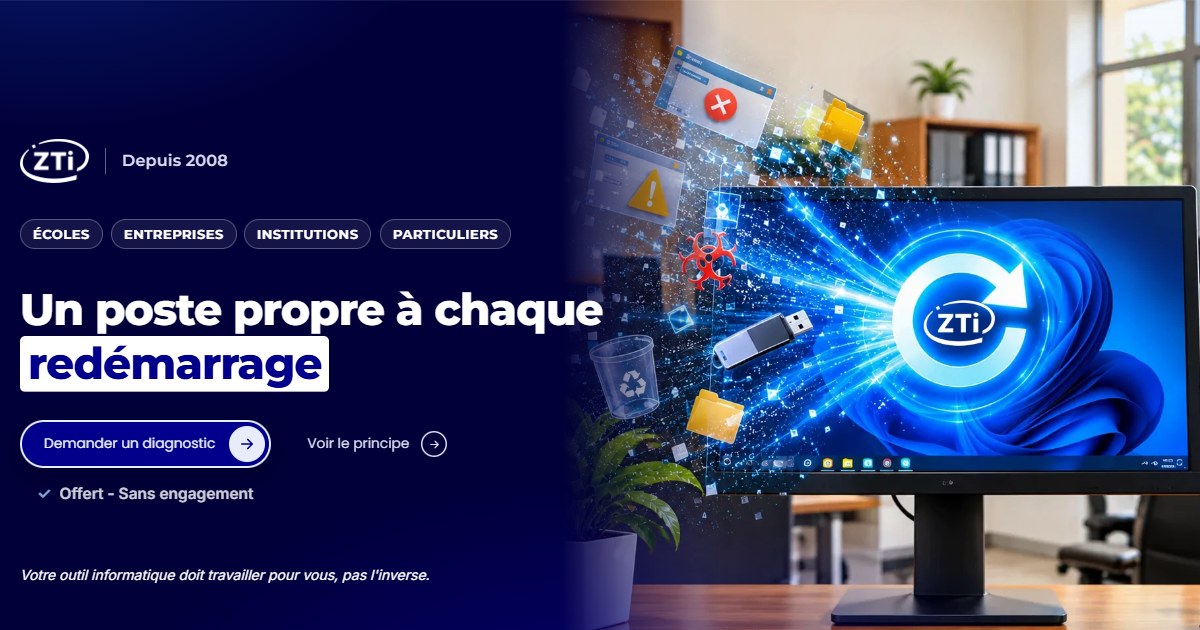 ZTi
Depuis 2008
ÉCOLES
ENTREPRISES
INSTITUTIONS
PARTICULIERS
Un poste propre à chaque
redémarrage
Demander un diagnostic
Voir le principe
Offert - Sans engagement
Votre outil informatique doit travailler pour vous, pas l'inverse.
ZTi